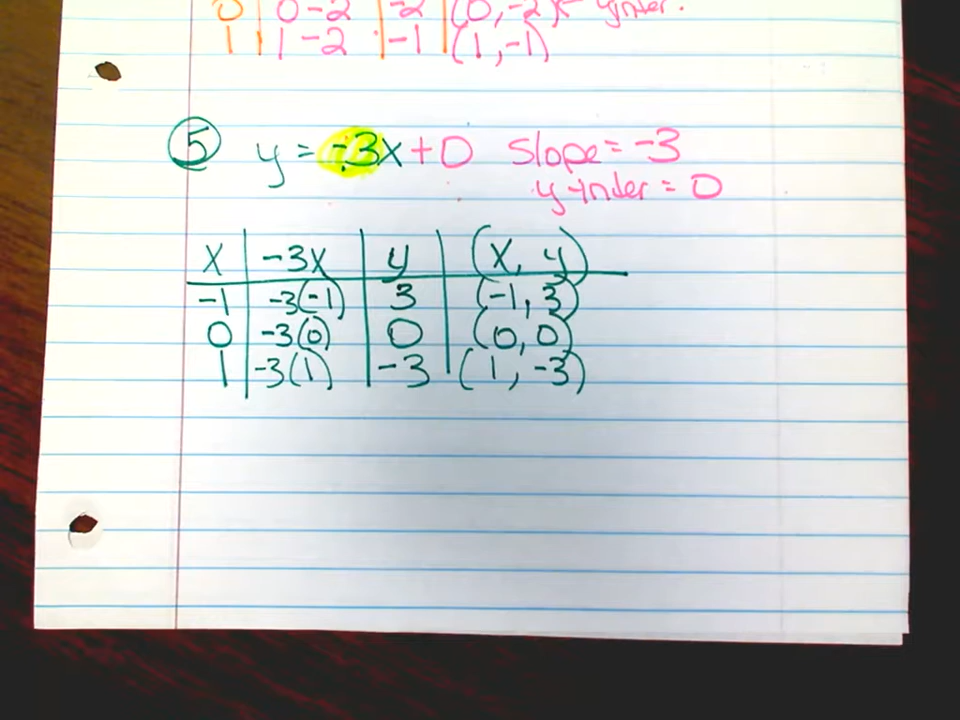 0 | 0-2 | -2 | (0,-2)
1 | 1-2 | -1 | (1,-1)
5 y = -3x +0 slope = -3
y-inter = 0
x | -3x | y | (x, y)
-1 | -3(-1) | 3 | (-1, 3)
0 | -3(0) | 0 | (0, 0)
1 | -3(1) | -3 | (1, -3)